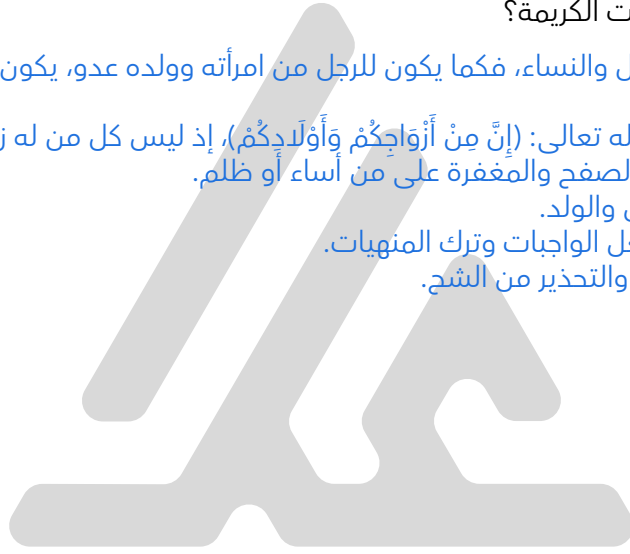 ت الكريمة؟
ل والنساء، فكما يكون للرجل من امرأته وولده عدو، يكون
له تعالى: (إِنَّ مِنْ أَزْوَاجِكُمْ وَأَوْلَادِكُمْ)، إذ ليس كل من له ز
لصفح والمغفرة على من أساء أو ظلم.
ل والولد.
عل الواجبات وترك المنهيات.
والتحذير من الشح.